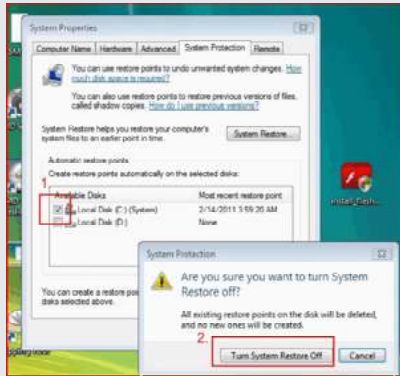 System Properties
Computer Name Hardware Advanced System Protection Remote
You can use restore points to undo unwanted system changes. How
much disk space is required?
You can also use restore points to restore previous versions of files,
called shadow copies. How do I use previous versions?
System Restore helps you restore your computer's
system files to an earlier point in time.
System Restore...
Automatic restore points
Create restore points automatically on the selected disks:
1
Available Disks Most recent restore point
Local Disk (C:) (System) 2/14/2011 3:59:26 AM
Local Disk (D:) None
You can create a restore poi
disks selected above.
install_flash...
System Protection
Are you sure you want to turn System
Restore off?
All existing restore points on the disk will be deleted,
and no new ones will be created.
2.
Turn System Restore Off Cancel